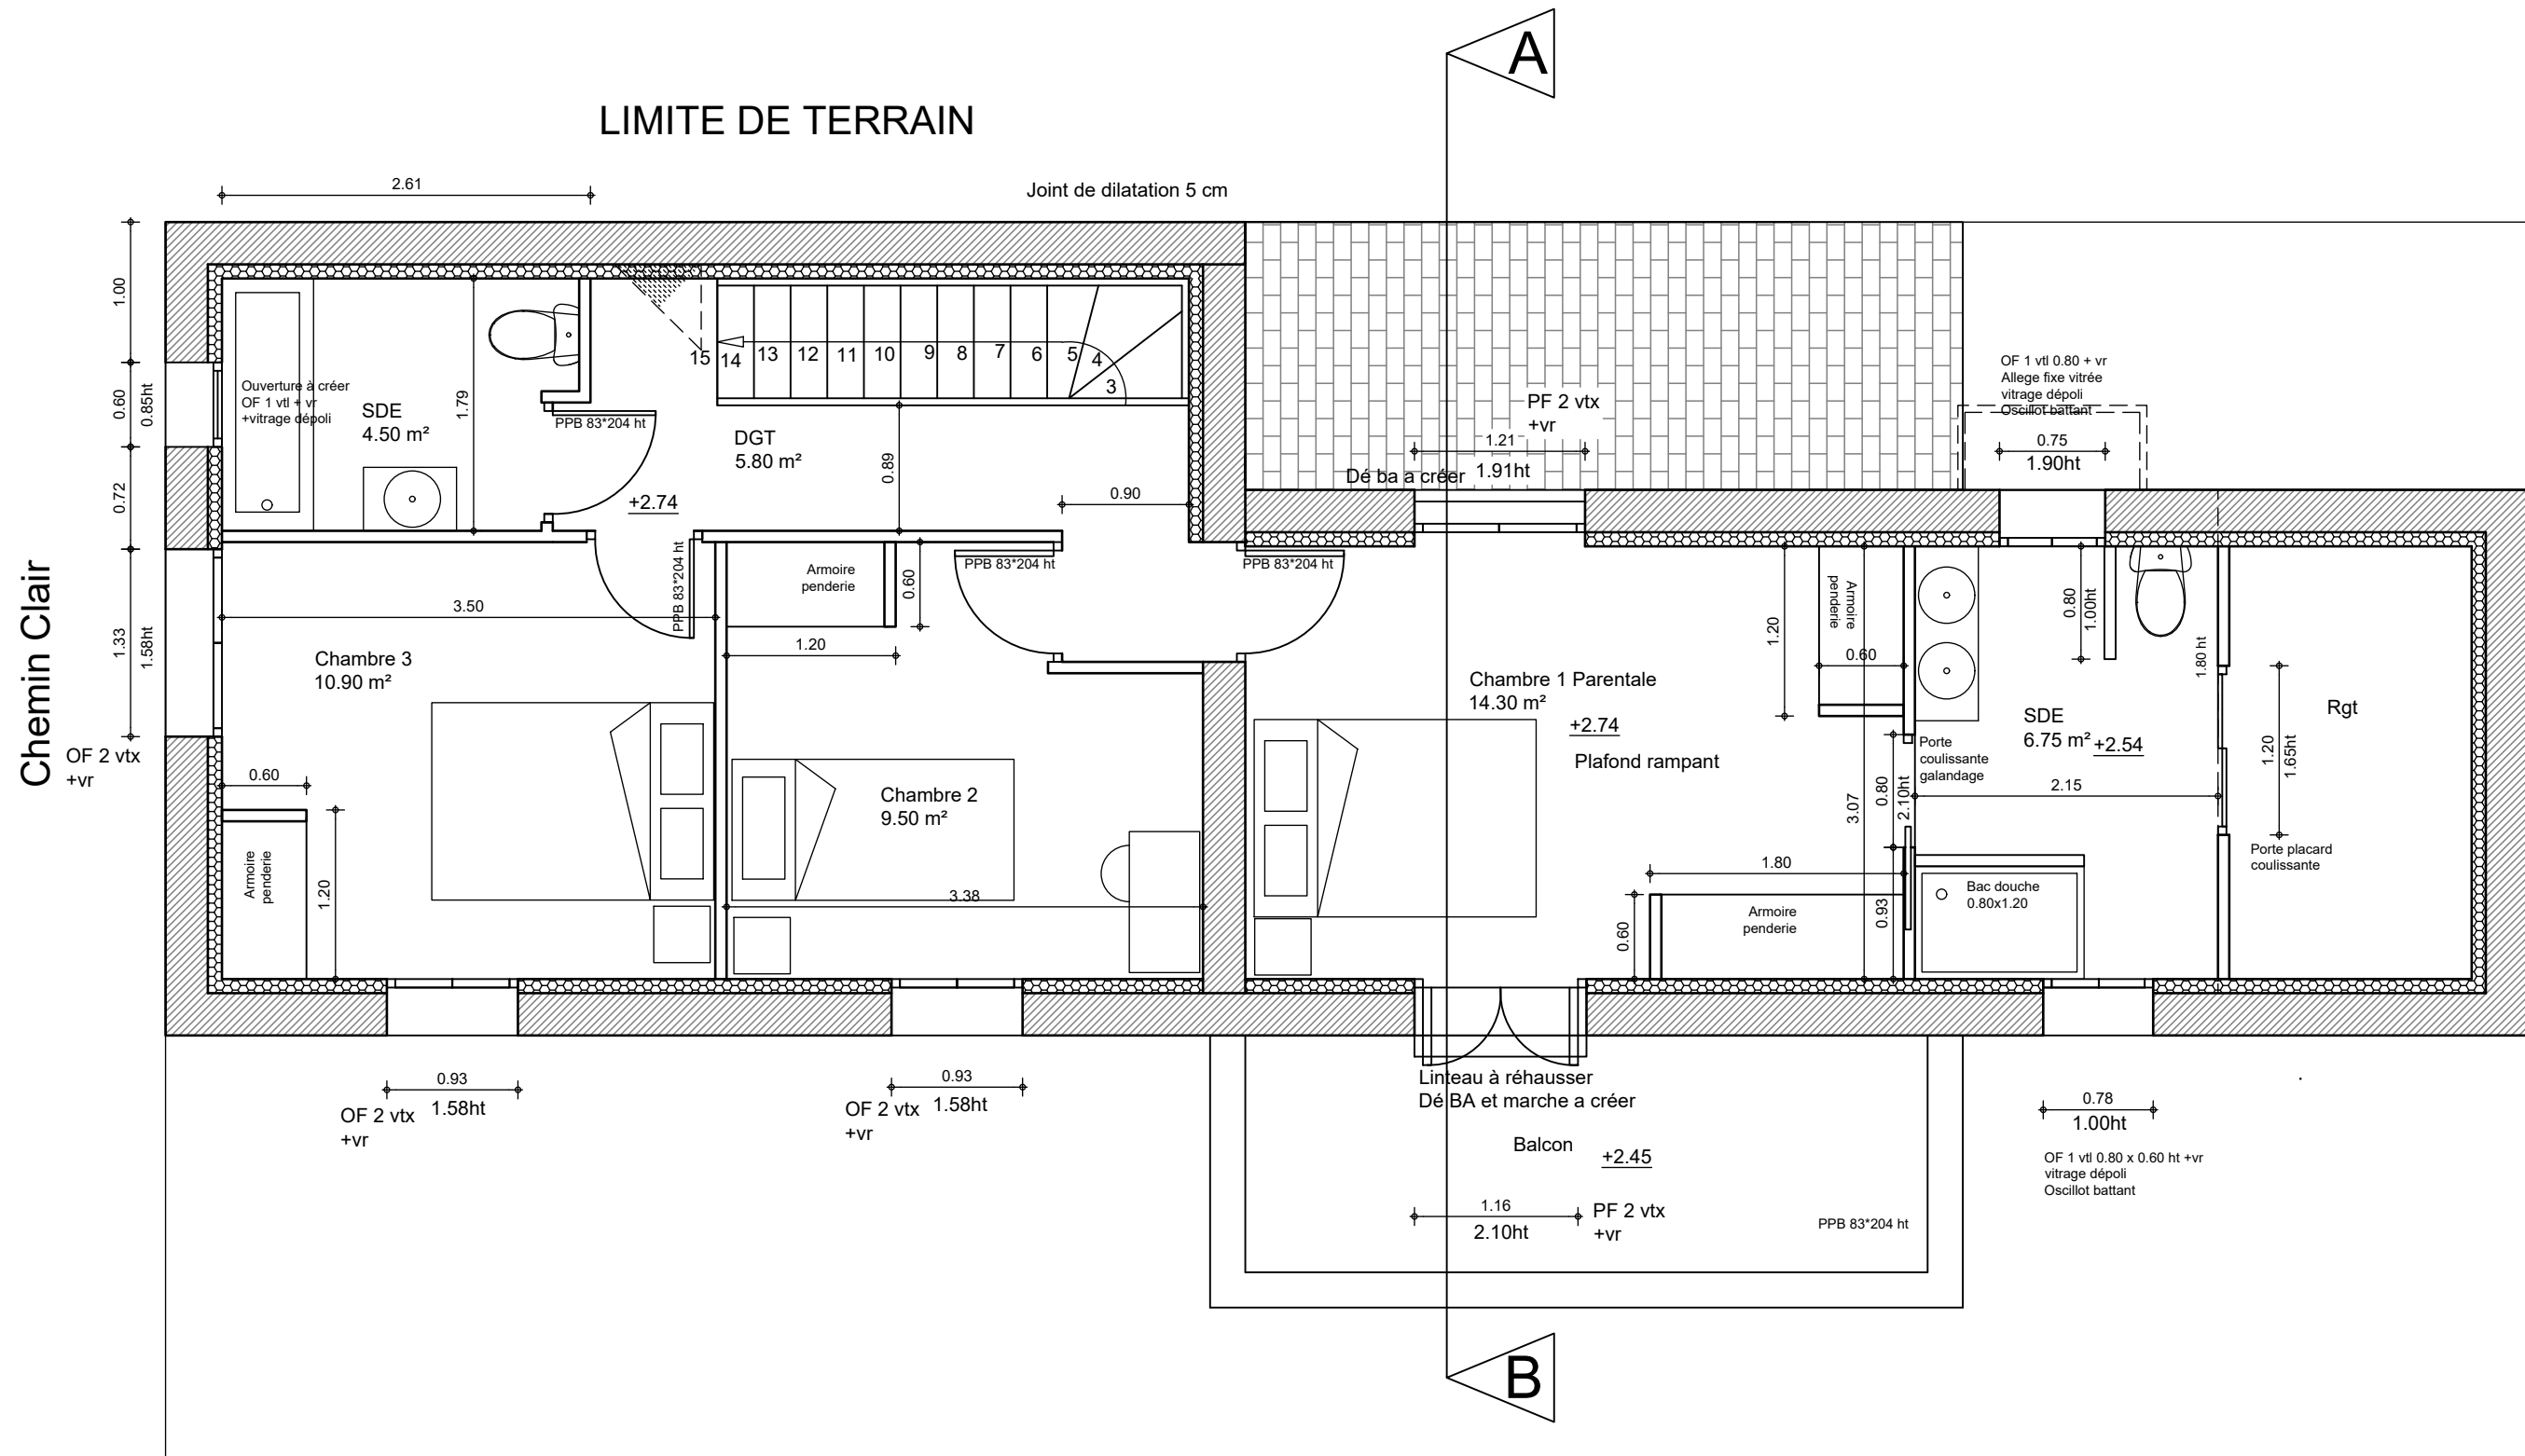 A
LIMITE DE TERRAIN
2.61
Joint de dilatation 5 cm
1.00
0.60
0.85ht
0.72
1.33
1.58ht
Chemin Clair
OF 2 vtx
+vr
Ouverture à créer
OF 1 vtl + vr
+vitrage dépoli
SDE
4.50 m²
1.79
PPB 83*204 ht
15
14
13
12
11
10
9
8
7
6
5
4
3
DGT
5.80 m²
0.89
+2.74
0.90
PF 2 vtx
+vr
1.21
1.91ht
Dé ba a créer
OF 1 vtl 0.80 + vr
Allege fixe vitrée
vitrage dépoli
Oscillot battant
0.75
1.90ht
3.50
PPB 83*204 ht
Armoire
penderie
0.60
1.20
PPB 83*204 ht
PPB 83*204 ht
Chambre 3
10.90 m²
0.60
Armoire
penderie
1.20
Chambre 2
9.50 m²
3.38
Chambre 1 Parentale
14.30 m²
+2.74
Plafond rampant
1.20
Armoire
penderie
0.60
3.07
0.80
2.10ht
0.93
1.80
0.60
Armoire
penderie
Porte
coulissante
galandage
0.80
1.00ht
1.80 ht
SDE
6.75 m²
+2.54
2.15
Bac douche
0.80x1.20
Rgt
1.20
1.65ht
Porte placard
coulissante
0.93
1.58ht
OF 2 vtx
+vr
0.93
1.58ht
OF 2 vtx
+vr
Linteau à réhausser
Dé BA et marche a créer
Balcon
+2.45
1.16
2.10ht
PF 2 vtx
+vr
PPB 83*204 ht
0.78
1.00ht
OF 1 vtl 0.80 x 0.60 ht +vr
vitrage dépoli
Oscillot battant
B